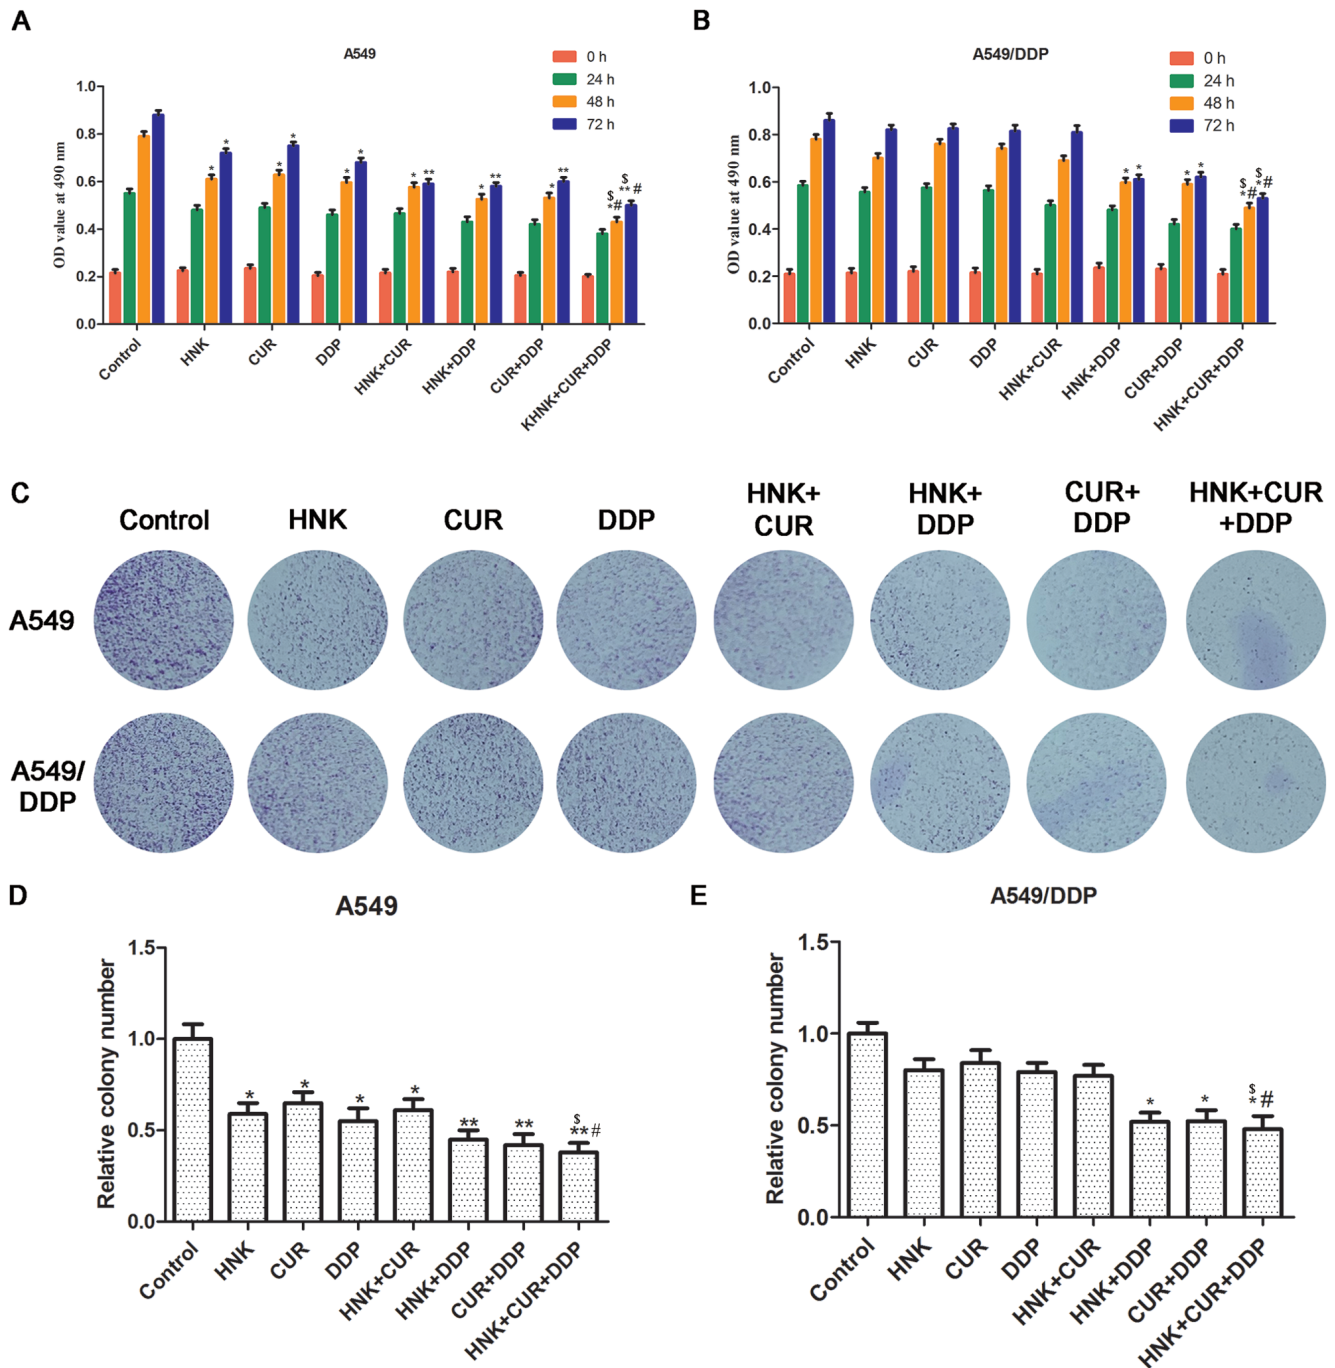 A
A549
0 h
24 h
48 h
72 h
OD value at 490 nm
1.0
0.8
0.6
0.4
0.2
0.0
* * * * * * * ** * ** * ** $ *# $ ** #
Control
HNK
CUR
DDP
HNK+CUR
HNK+DDP
CUR+DDP
KHNK+CUR+DDP
B
A549/DDP
0 h
24 h
48 h
72 h
OD value at 490 nm
1.0
0.8
0.6
0.4
0.2
0.0
* * * * $ *# $ *#
Control
HNK
CUR
DDP
HNK+CUR
HNK+DDP
CUR+DDP
HNK+CUR+DDP
C
Control
HNK
CUR
DDP
HNK+
CUR
HNK+
DDP
CUR+
DDP
HNK+CUR
+DDP
A549
A549/
DDP
D
A549
Relative colony number
1.5
1.0
0.5
0.0
* * * * ** ** $ ** #
Control
HNK
CUR
DDP
HNK+CUR
HNK+DDP
CUR+DDP
HNK+CUR+DDP
E
A549/DDP
Relative colony number
1.5
1.0
0.5
0.0
* * $ * #
Control
HNK
CUR
DDP
HNK+CUR
HNK+DDP
CUR+DDP
HNK+CUR+DDP